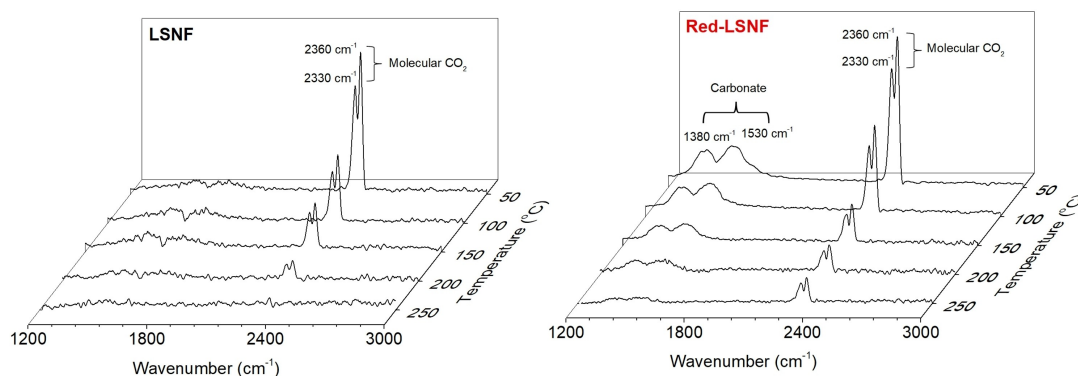 LSNF
2360 cm⁻¹
2330 cm⁻¹
Molecular CO₂
50
100
150
200
250
Temperature (°C)
1200
1800
2400
3000
Wavenumber (cm⁻¹)
Red-LSNF
2360 cm⁻¹
2330 cm⁻¹
Molecular CO₂
Carbonate
1380 cm⁻¹
1530 cm⁻¹
50
100
150
200
250
Temperature (°C)
1200
1800
2400
3000
Wavenumber (cm⁻¹)